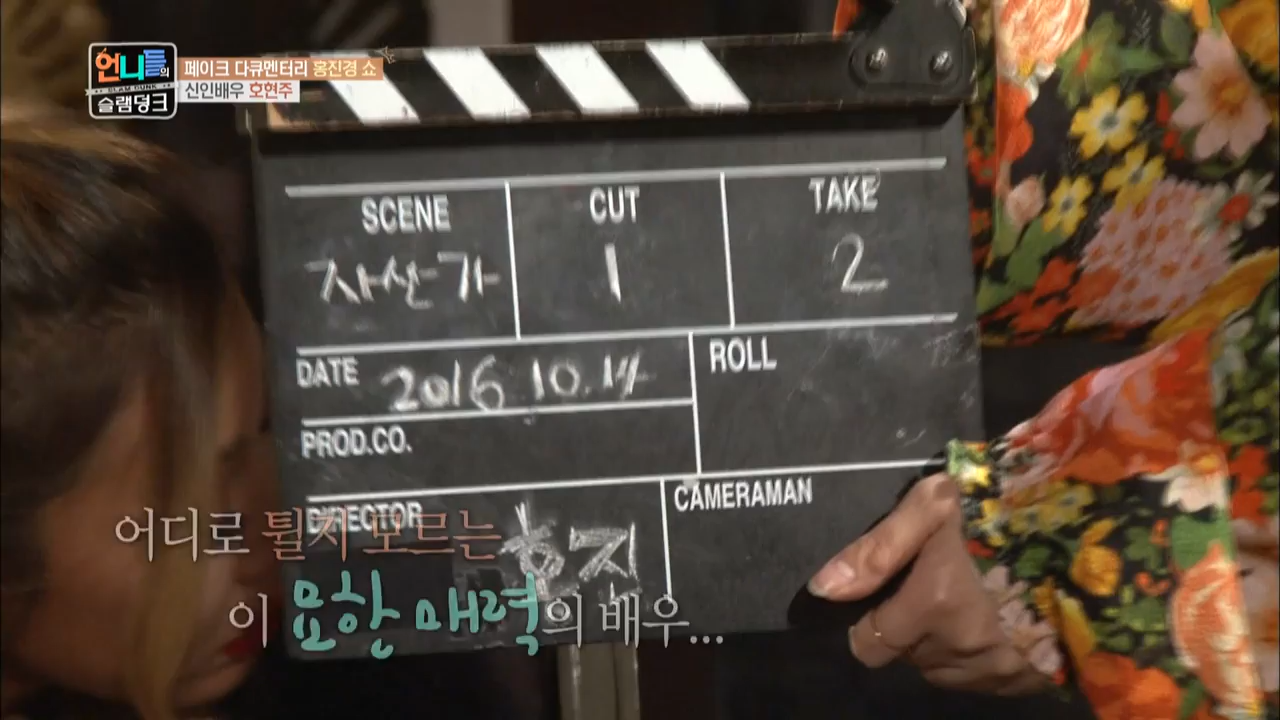 언니들의
SLAM DUNK
슬램덩크
페이크 다큐멘터리 홍진경 쇼
신인배우 호현주
SCENE
자산가
CUT
1
TAKE
2
DATE
2016.10.14
ROLL
PROD.CO.
DIRECTOR
CAMERAMAN
어디로 튈지 모르는
이 묘한 매력의 배우...